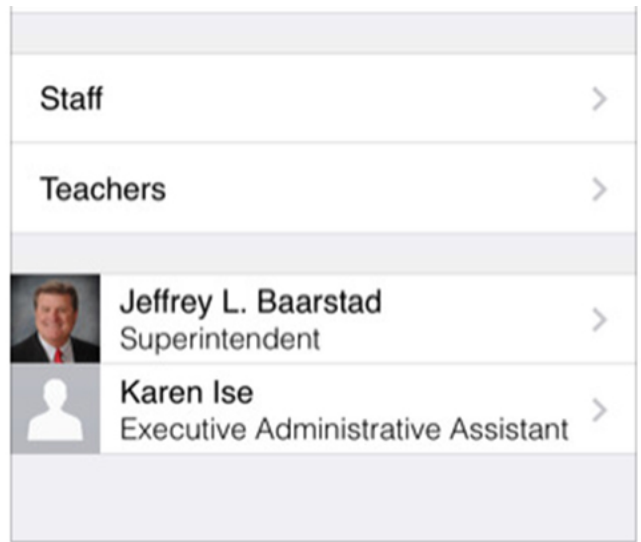 Staff
Teachers
Jeffrey L. Baarstad
Superintendent
Karen Ise
Executive Administrative Assistant